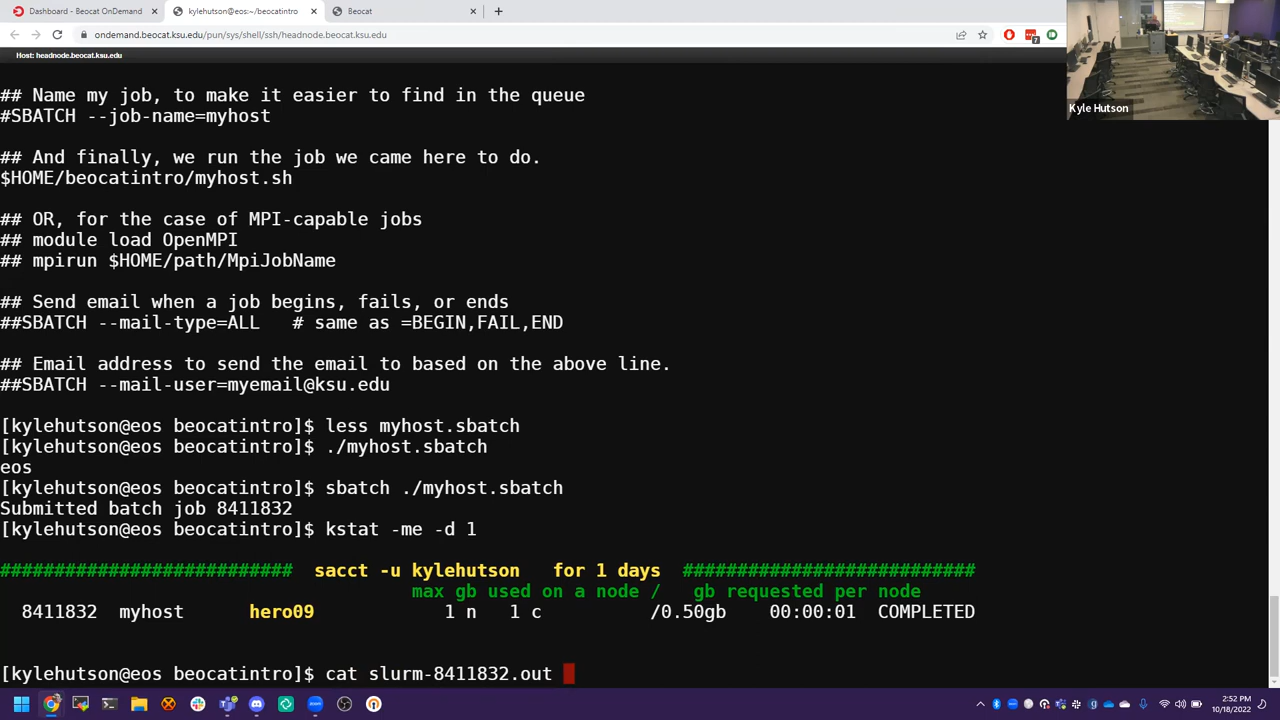 Dashboard - Beocat OnDemand
kylehutson@eos:~/beocatintro
Beocat
ondemand.beocat.ksu.edu/pun/sys/shell/ssh/headnode.beocat.ksu.edu
7
Host: headnode.beocat.ksu.edu
Kyle Hutson
## Name my job, to make it easier to find in the queue
#SBATCH --job-name=myhost
## And finally, we run the job we came here to do.
$HOME/beocatintro/myhost.sh
## OR, for the case of MPI-capable jobs
## module load OpenMPI
## mpirun $HOME/path/MpiJobName
## Send email when a job begins, fails, or ends
##SBATCH --mail-type=ALL   # same as =BEGIN,FAIL,END
## Email address to send the email to based on the above line.
##SBATCH --mail-user=myemail@ksu.edu
[kylehutson@eos beocatintro]$ less myhost.sbatch
[kylehutson@eos beocatintro]$ ./myhost.sbatch
eos
[kylehutson@eos beocatintro]$ sbatch ./myhost.sbatch
Submitted batch job 8411832
[kylehutson@eos beocatintro]$ kstat -me -d 1
##########################  sacct -u kylehutson   for 1 days  ##########################
max gb used on a node /   gb requested per node
8411832  myhost      hero09            1 n   1 c          /0.50gb    00:00:01  COMPLETED
[kylehutson@eos beocatintro]$ cat slurm-8411832.out
2:52 PM
10/18/2022